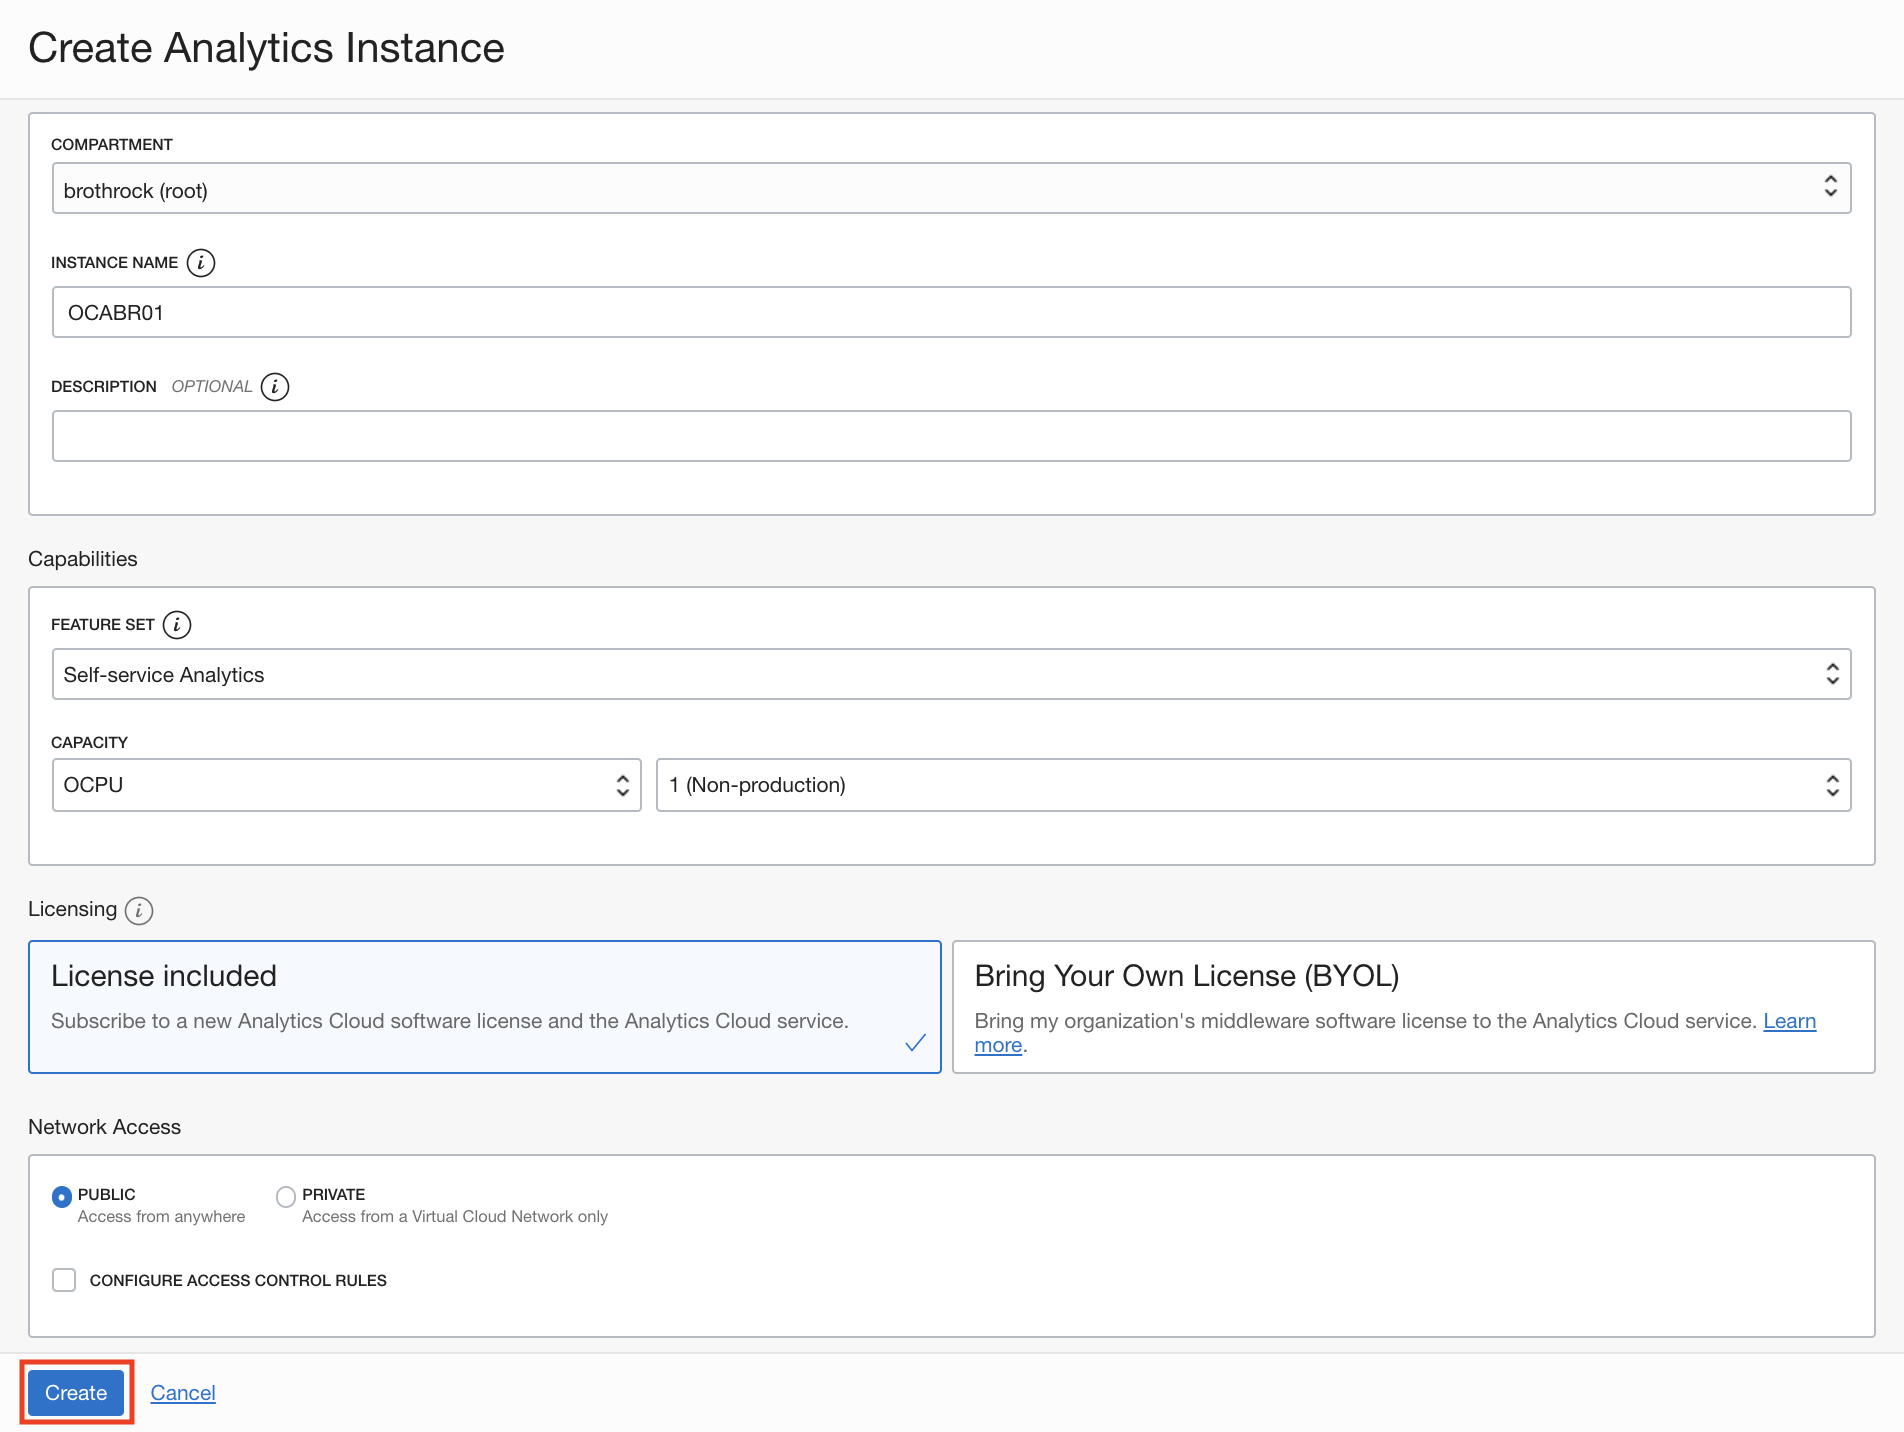 Create Analytics Instance
COMPARTMENT
brothrock (root)
INSTANCE NAME i
OCABR01
DESCRIPTION OPTIONAL i
Capabilities
FEATURE SET i
Self-service Analytics
CAPACITY
OCPU
1 (Non-production)
Licensing i
License included
Subscribe to a new Analytics Cloud software license and the Analytics Cloud service.
Bring Your Own License (BYOL)
Bring my organization's middleware software license to the Analytics Cloud service. Learn
more.
Network Access
PUBLIC
Access from anywhere
PRIVATE
Access from a Virtual Cloud Network only
CONFIGURE ACCESS CONTROL RULES
Create Cancel